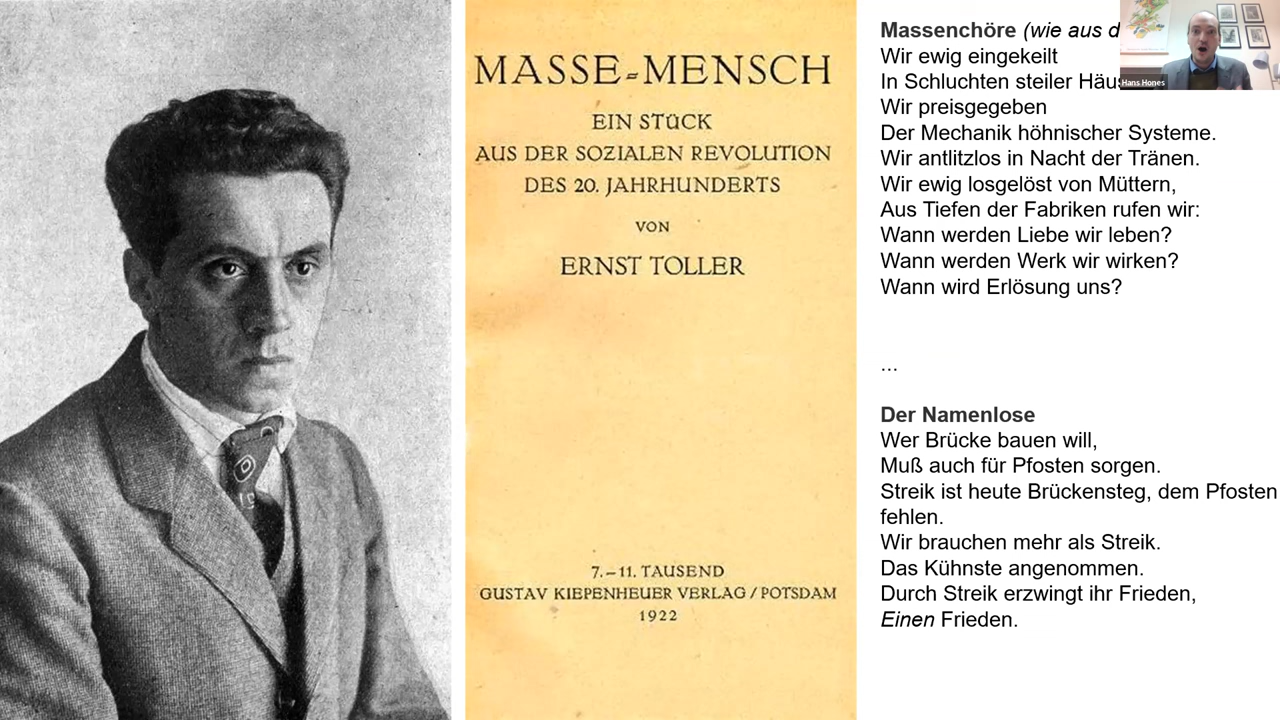 MASSE=MENSCH
EIN STÜCK
AUS DER SOZIALEN REVOLUTION
DES 20. JAHRHUNDERTS
VON
ERNST TOLLER
7.–11. TAUSEND
GUSTAV KIEPENHEUER VERLAG / POTSDAM
1922
Massenchöre (wie aus
Wir ewig eingekeilt
In Schluchten steiler
Wir preisgegeben
Der Mechanik höhnischer Systeme.
Wir antlitzlos in Nacht der Tränen.
Wir ewig losgelöst von Müttern,
Aus Tiefen der Fabriken rufen wir:
Wann werden Liebe wir leben?
Wann werden Werk wir wirken?
Wann wird Erlösung uns?
...
Der Namenlose
Wer Brücke bauen will,
Muß auch für Pfosten sorgen.
Streik ist heute Brückensteg, dem Pfosten
fehlen.
Wir brauchen mehr als Streik.
Das Kühnste angenommen.
Durch Streik erzwingt ihr Frieden,
Einen Frieden.
Hans Hones